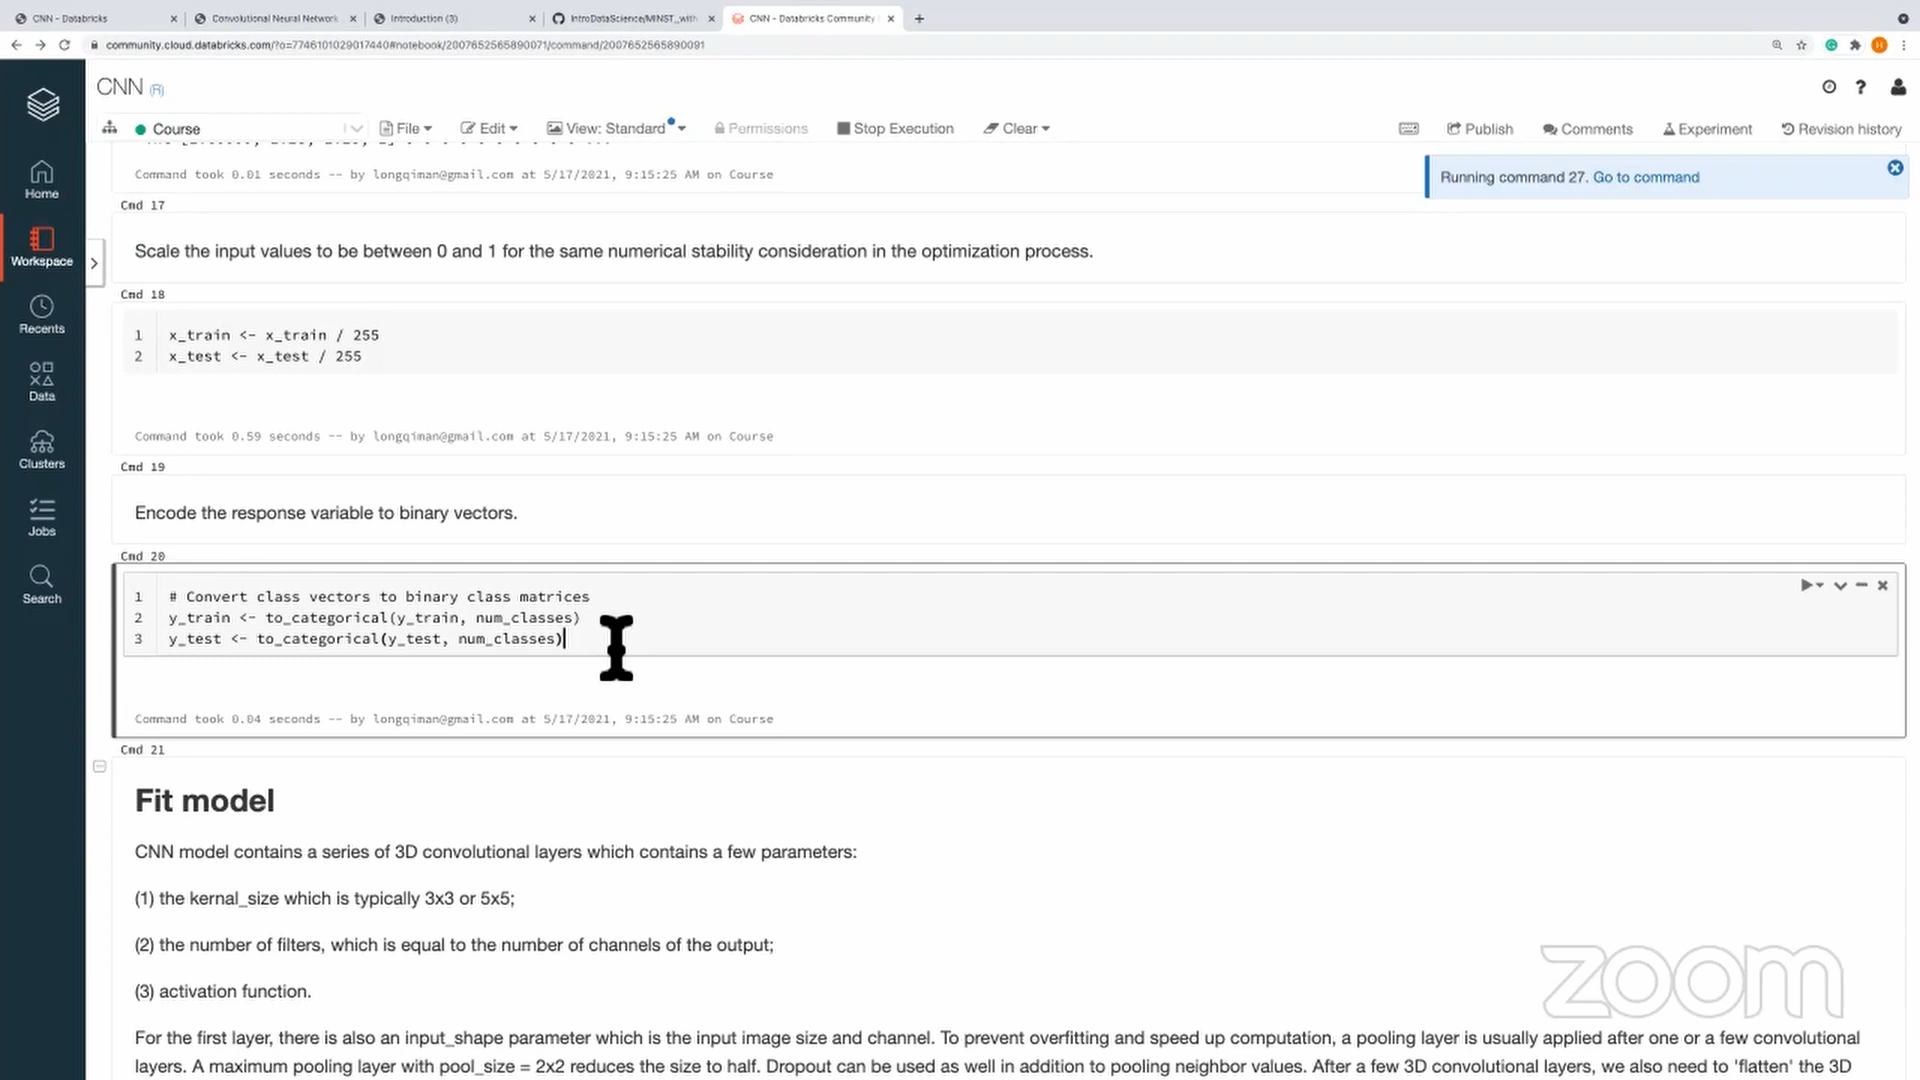 CNN - Databricks
Convolutional Neural Network
Introduction (3)
IntroDataScience/MINST_with
CNN - Databricks Community
community.cloud.databricks.com/?o=7746101029017440#notebook/2007652565890071/command/2007652565890091
CNN (R)
Course File Edit View: Standard Permissions Stop Execution Clear Publish Comments Experiment Revision history
Home
Workspace
Recents
Data
Clusters
Jobs
Search
Command took 0.01 seconds -- by longqiman@gmail.com at 5/17/2021, 9:15:25 AM on Course
Running command 27. Go to command
Cmd 17
Scale the input values to be between 0 and 1 for the same numerical stability consideration in the optimization process.
Cmd 18
1 x_train <- x_train / 255
2 x_test <- x_test / 255
Command took 0.59 seconds -- by longqiman@gmail.com at 5/17/2021, 9:15:25 AM on Course
Cmd 19
Encode the response variable to binary vectors.
Cmd 20
1 # Convert class vectors to binary class matrices
2 y_train <- to_categorical(y_train, num_classes)
3 y_test <- to_categorical(y_test, num_classes)
Command took 0.04 seconds -- by longqiman@gmail.com at 5/17/2021, 9:15:25 AM on Course
Cmd 21
Fit model
CNN model contains a series of 3D convolutional layers which contains a few parameters:
(1) the kernal_size which is typically 3x3 or 5x5;
(2) the number of filters, which is equal to the number of channels of the output;
(3) activation function.
For the first layer, there is also an input_shape parameter which is the input image size and channel. To prevent overfitting and speed up computation, a pooling layer is usually applied after one or a few convolutional
layers. A maximum pooling layer with pool_size = 2x2 reduces the size to half. Dropout can be used as well in addition to pooling neighbor values. After a few 3D convolutional layers, we also need to 'flatten' the 3D
zoom